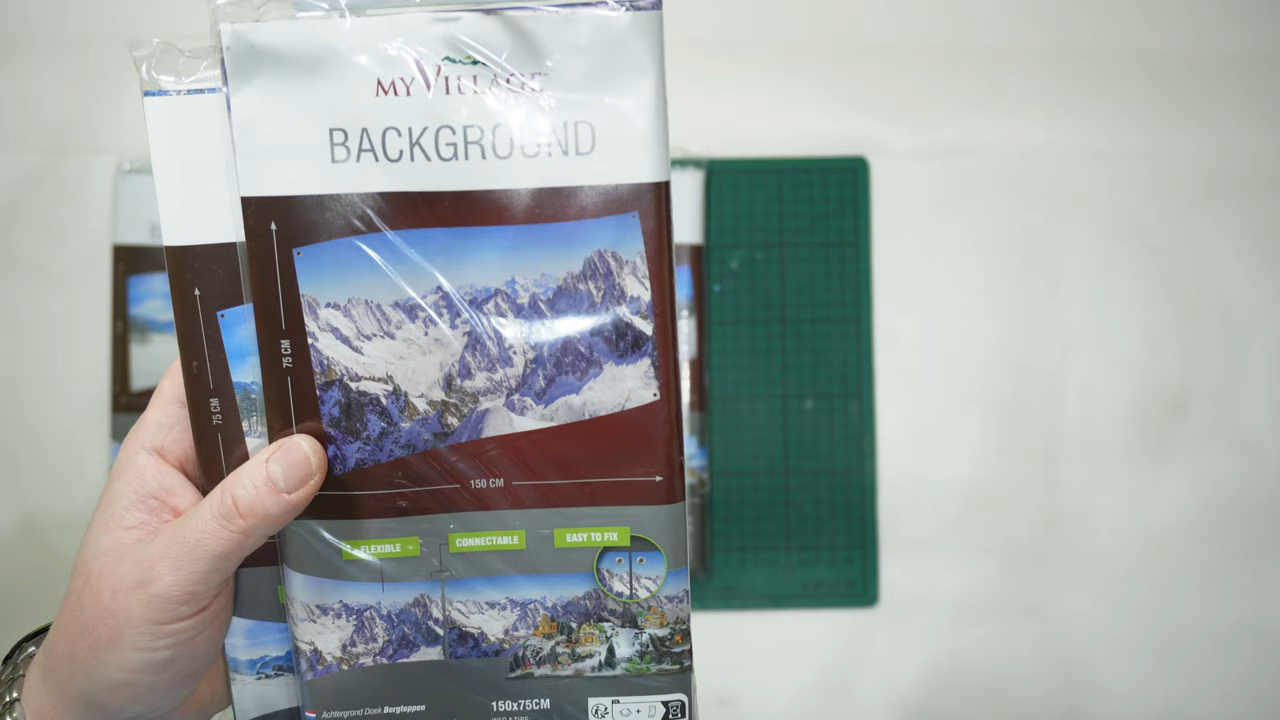 MYVILLAGE
BACKGROUND
75 CM
75 CM
150 CM
FLEXIBLE
CONNECTABLE
EASY TO FIX
Achtergrond Doek Bergtoppen
150x75CM